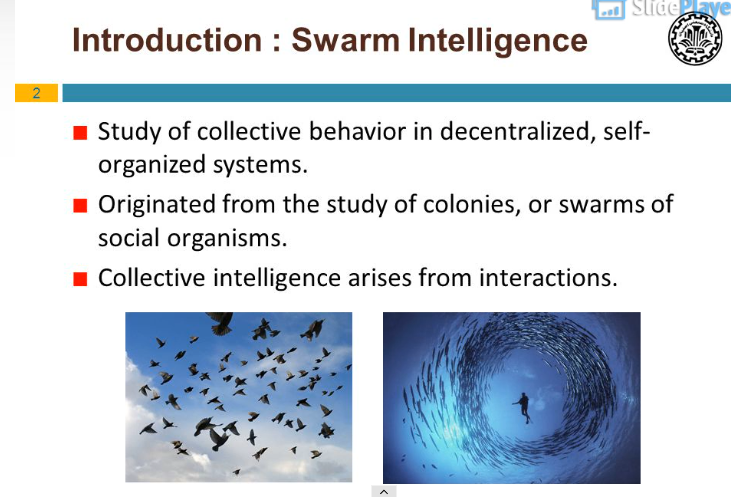 SlidePlayer
Introduction : Swarm Intelligence
2
Study of collective behavior in decentralized, self-
organized systems.
Originated from the study of colonies, or swarms of
social organisms.
Collective intelligence arises from interactions.